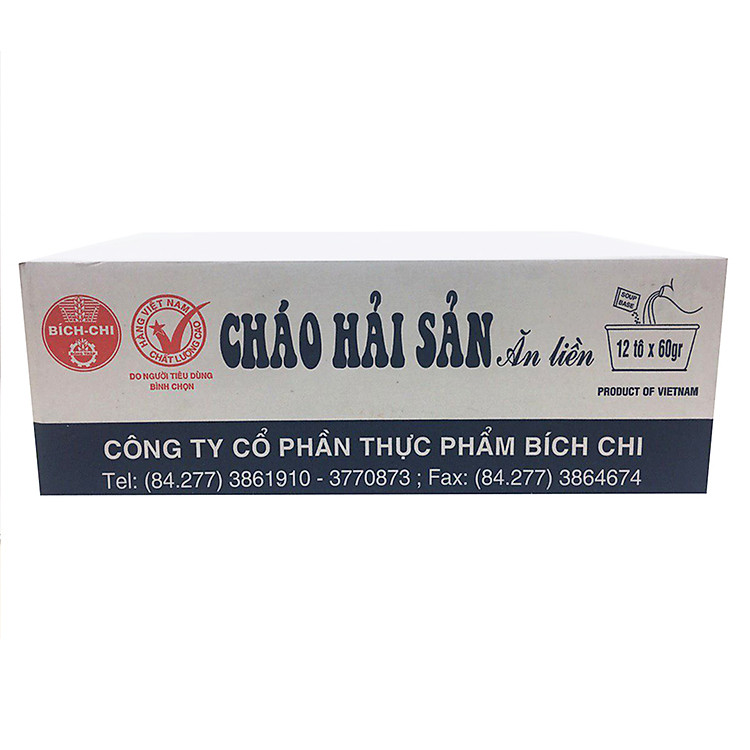 BÍCH-CHI
HÀNG VIỆT NAM
CHẤT LƯỢNG CAO
DO NGƯỜI TIÊU DÙNG
BÌNH CHỌN
CHÁO HẢI SẢN Ăn liền
SOUP
BASE
12 tô x 60gr
PRODUCT OF VIETNAM
CÔNG TY CỔ PHẦN THỰC PHẨM BÍCH CHI
Tel: (84.277) 3861910 - 3770873 ; Fax: (84.277) 3864674